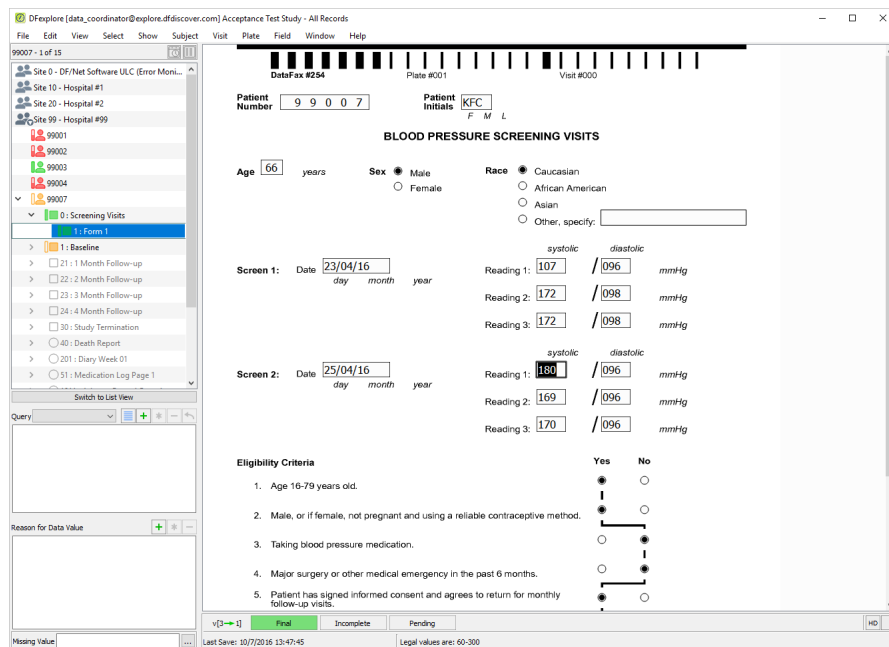 DFexplore [data_coordinator@explore.dfdiscover.com] Acceptance Test Study - All Records
File Edit View Select Show Subject Visit Plate Field Window Help
99007 - 1 of 15
Site 0 - DF/Net Software ULC (Error Moni...
Site 10 - Hospital #1
Site 20 - Hospital #2
Site 99 - Hospital #99
99001
99002
99003
99004
99007
0 : Screening Visits
1 : Form 1
1 : Baseline
21 : 1 Month Follow-up
22 : 2 Month Follow-up
23 : 3 Month Follow-up
24 : 4 Month Follow-up
30 : Study Termination
40 : Death Report
201 : Diary Week 01
51 : Medication Log Page 1
Switch to List View
Query
Reason for Data Value
Missing Value
...
DataFax #254 Plate #001 Visit #000
Patient Number 9 9 0 0 7 Patient Initials KFC
F M L
BLOOD PRESSURE SCREENING VISITS
Age 66 years Sex Male Race Caucasian
Female African American
Asian
Other, specify:
systolic diastolic
Screen 1: Date 23/04/16 Reading 1: 107 / 096 mmHg
day month year
Reading 2: 172 / 098 mmHg
Reading 3: 172 / 098 mmHg
systolic diastolic
Screen 2: Date 25/04/16 Reading 1: 180 / 096 mmHg
day month year
Reading 2: 169 / 096 mmHg
Reading 3: 170 / 096 mmHg
Eligibility Criteria Yes No
1. Age 16-79 years old.
2. Male, or if female, not pregnant and using a reliable contraceptive method.
3. Taking blood pressure medication.
4. Major surgery or other medical emergency in the past 6 months.
5. Patient has signed informed consent and agrees to return for monthly
follow-up visits.
v[3→1] Final Incomplete Pending HD
Last Save: 10/7/2016 13:47:45 Legal values are: 60-300